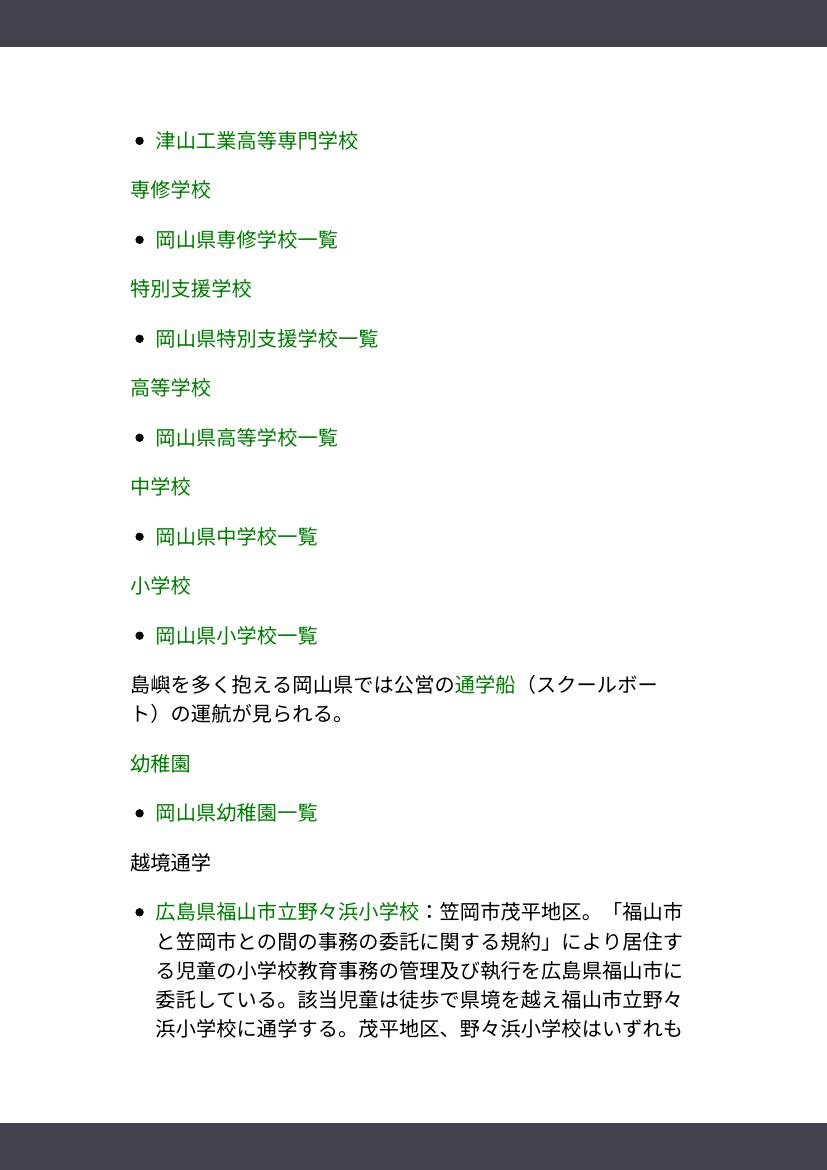 津山工業高等専門学校
専修学校
岡山県専修学校一覧
特別支援学校
岡山県特別支援学校一覧
高等学校
岡山県高等学校一覧
中学校
岡山県中学校一覧
小学校
岡山県小学校一覧
島嶼を多く抱える岡山県では公営の通学船（スクールボー
ト）の運航が見られる。
幼稚園
岡山県幼稚園一覧
越境通学
広島県福山市立野々浜小学校：笠岡市茂平地区。「福山市
と笠岡市との間の事務の委託に関する規約」により居住す
る児童の小学校教育事務の管理及び執行を広島県福山市に
委託している。該当児童は徒歩で県境を越え福山市立野々
浜小学校に通学する。茂平地区、野々浜小学校はいずれも